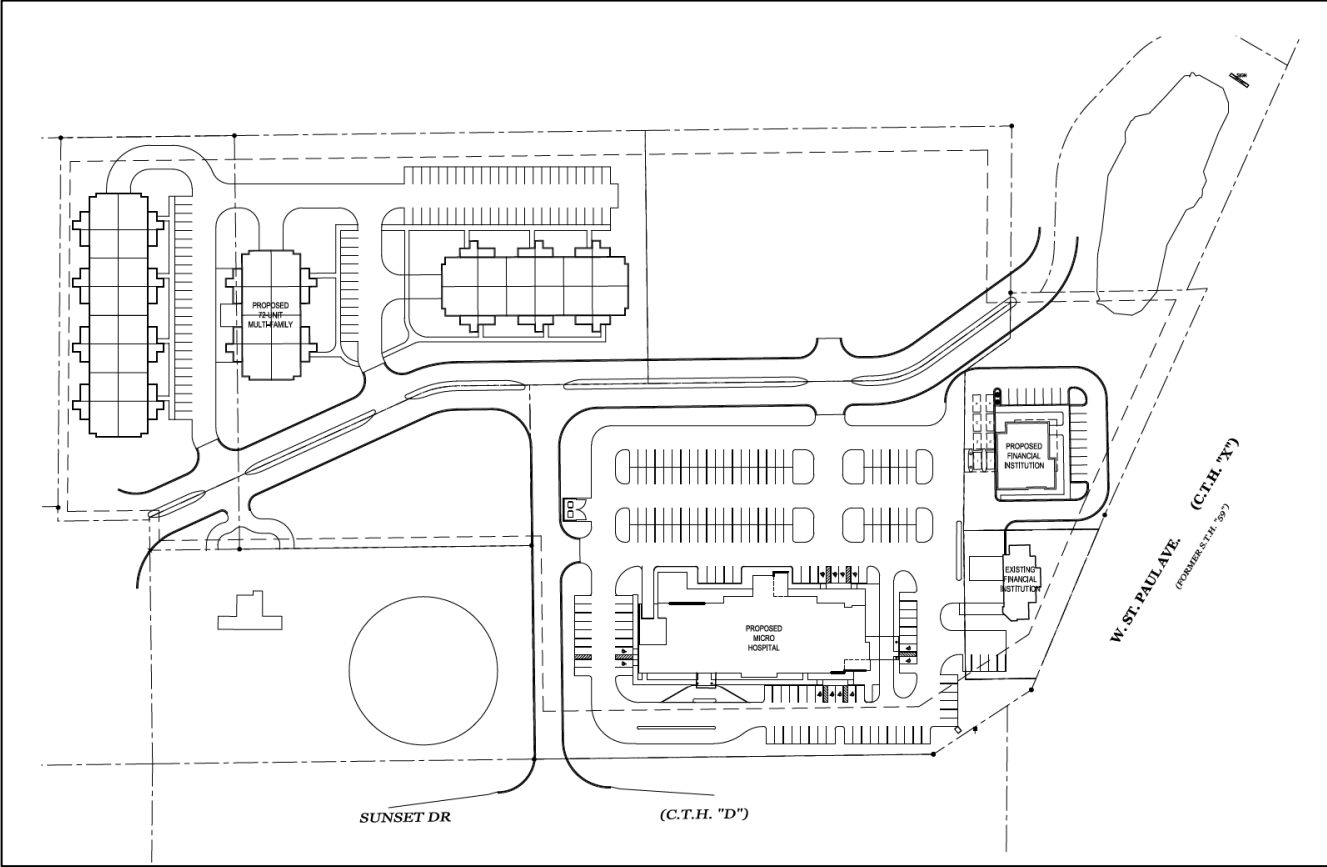 SIGN
PROPOSED
72-UNIT
MULTI-FAMILY
PROPOSED
FINANCIAL
INSTITUTION
W. ST. PAUL AVE. (C.T.H. "X")
(FORMER S.T.H. "59")
EXISTING
FINANCIAL
INSTITUTION
PROPOSED
MICRO
HOSPITAL
SUNSET DR (C.T.H. "D")